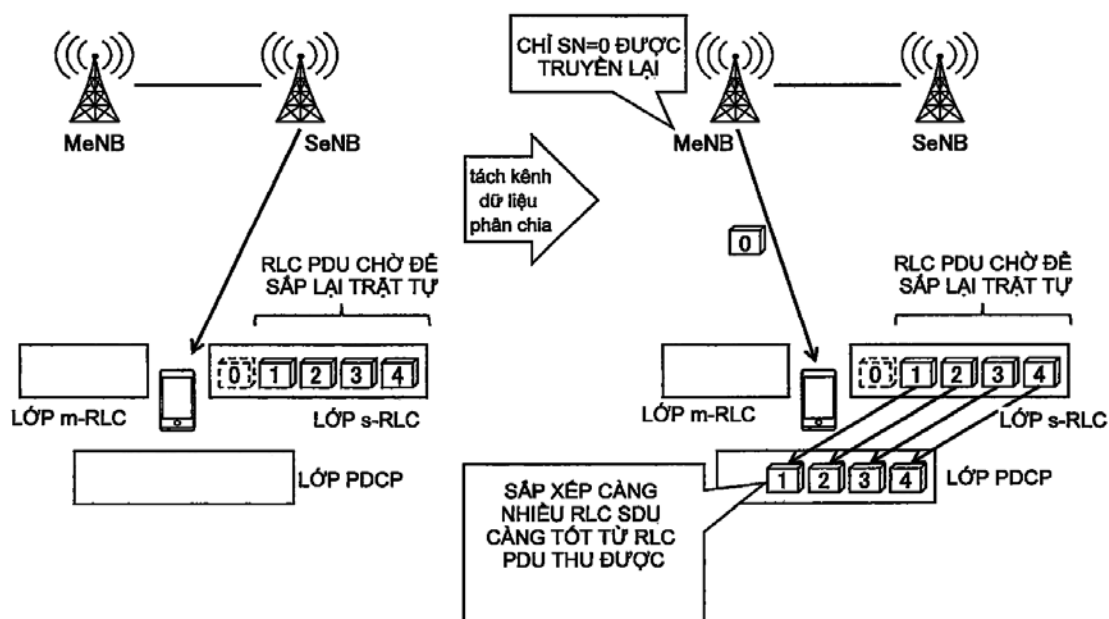 MeNB
SeNB
RLC PDU CHỜ ĐỂ
SẮP LẠI TRẬT TỰ
0 1 2 3 4
LỚP m-RLC
LỚP s-RLC
LỚP PDCP
tách kênh
dữ liệu
phân chia
CHỈ SN=0 ĐƯỢC
TRUYỀN LẠI
MeNB
SeNB
0
RLC PDU CHỜ ĐỂ
SẮP LẠI TRẬT TỰ
0 1 2 3 4
LỚP m-RLC
LỚP s-RLC
1 2 3 4
LỚP PDCP
SẮP XẾP CÀNG
NHIỀU RLC SDU
CÀNG TỐT TỪ RLC
PDU THU ĐƯỢC